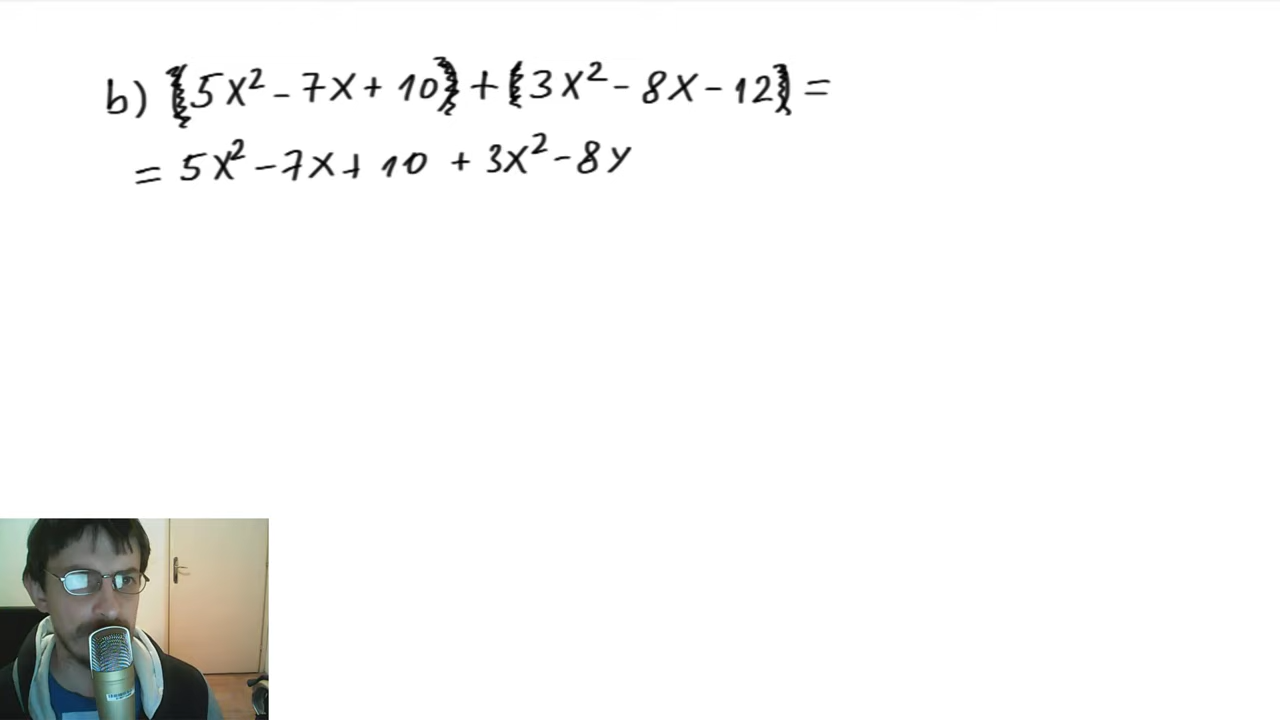 b) (5x² - 7x + 10) + (3x² - 8x - 12) =
= 5x² - 7x + 10 + 3x² - 8y